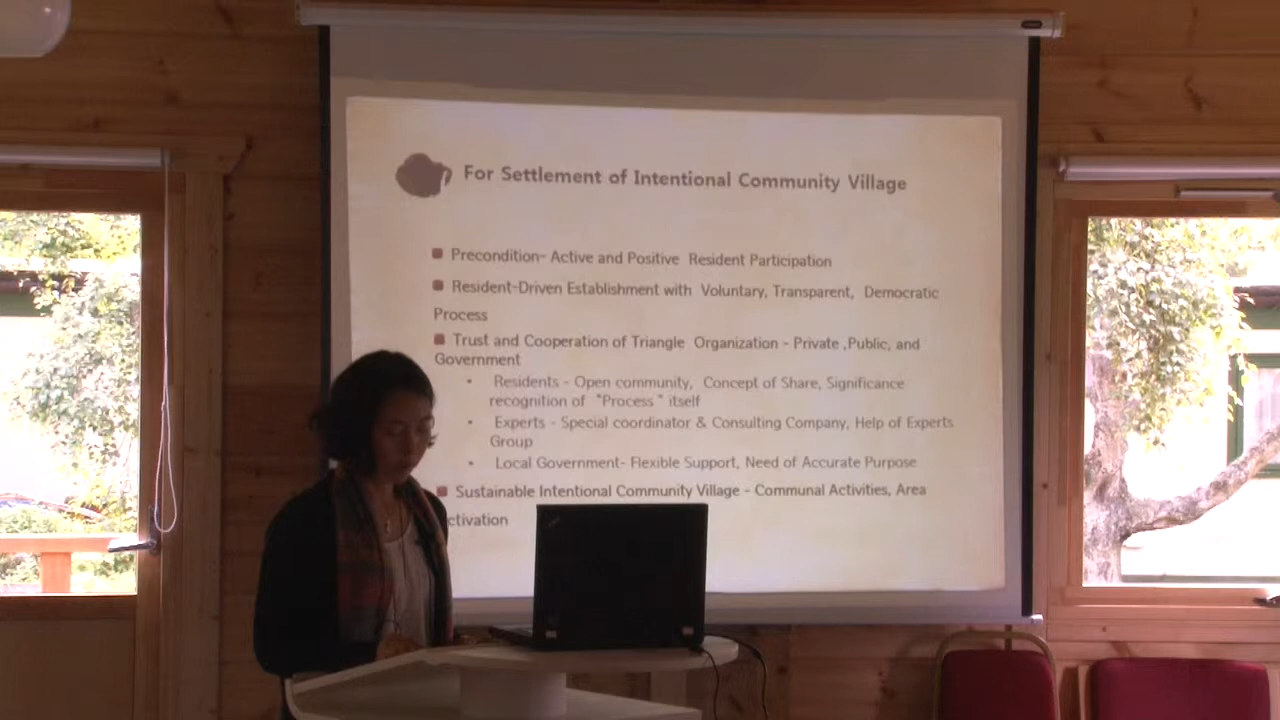 For Settlement of Intentional Community Village
Precondition- Active and Positive Resident Participation
Resident-Driven Establishment with Voluntary, Transparent, Democratic
Process
Trust and Cooperation of Triangle Organization - Private ,Public, and
Government
• Residents - Open community, Concept of Share, Significance
recognition of "Process " itself
• Experts - Special coordinator & Consulting Company, Help of Experts
Group
• Local Government- Flexible Support, Need of Accurate Purpose
Sustainable Intentional Community Village - Communal Activities, Area
ctivation